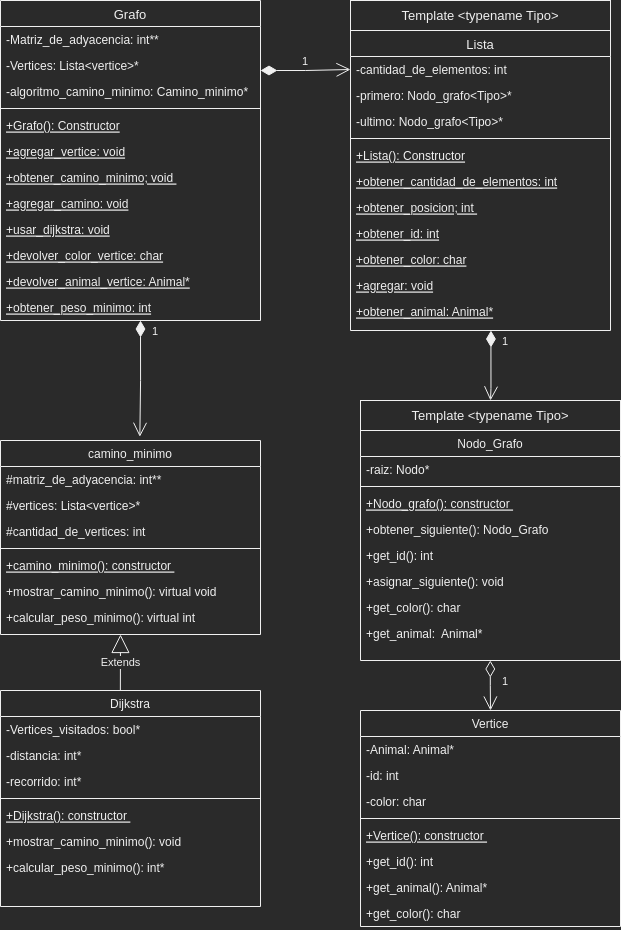 Grafo
-Matriz_de_adyacencia: int**
-Vertices: Lista<vertice>*
-algoritmo_camino_minimo: Camino_minimo*
+Grafo(): Constructor
+agregar_vertice: void
+obtener_camino_minimo; void
+agregar_camino: void
+usar_dijkstra: void
+devolver_color_vertice: char
+devolver_animal_vertice: Animal*
+obtener_peso_minimo: int
1
Template <typename Tipo>
Lista
-cantidad_de_elementos: int
-primero: Nodo_grafo<Tipo>*
-ultimo: Nodo_grafo<Tipo>*
+Lista(): Constructor
+obtener_cantidad_de_elementos: int
+obtener_posicion; int
+obtener_id: int
+obtener_color: char
+agregar: void
+obtener_animal: Animal*
1
1
camino_minimo
#matriz_de_adyacencia: int**
#vertices: Lista<vertice>*
#cantidad_de_vertices: int
+camino_minimo(): constructor
+mostrar_camino_minimo(): virtual void
+calcular_peso_minimo(): virtual int
Extends
Dijkstra
-Vertices_visitados: bool*
-distancia: int*
-recorrido: int*
+Dijkstra(): constructor
+mostrar_camino_minimo(): void
+calcular_peso_minimo(): int*
Template <typename Tipo>
Nodo_Grafo
-raiz: Nodo*
+Nodo_grafo(): constructor
+obtener_siguiente(): Nodo_Grafo
+get_id(): int
+asignar_siguiente(): void
+get_color(): char
+get_animal: Animal*
1
Vertice
-Animal: Animal*
-id: int
-color: char
+Vertice(): constructor
+get_id(): int
+get_animal(): Animal*
+get_color(): char